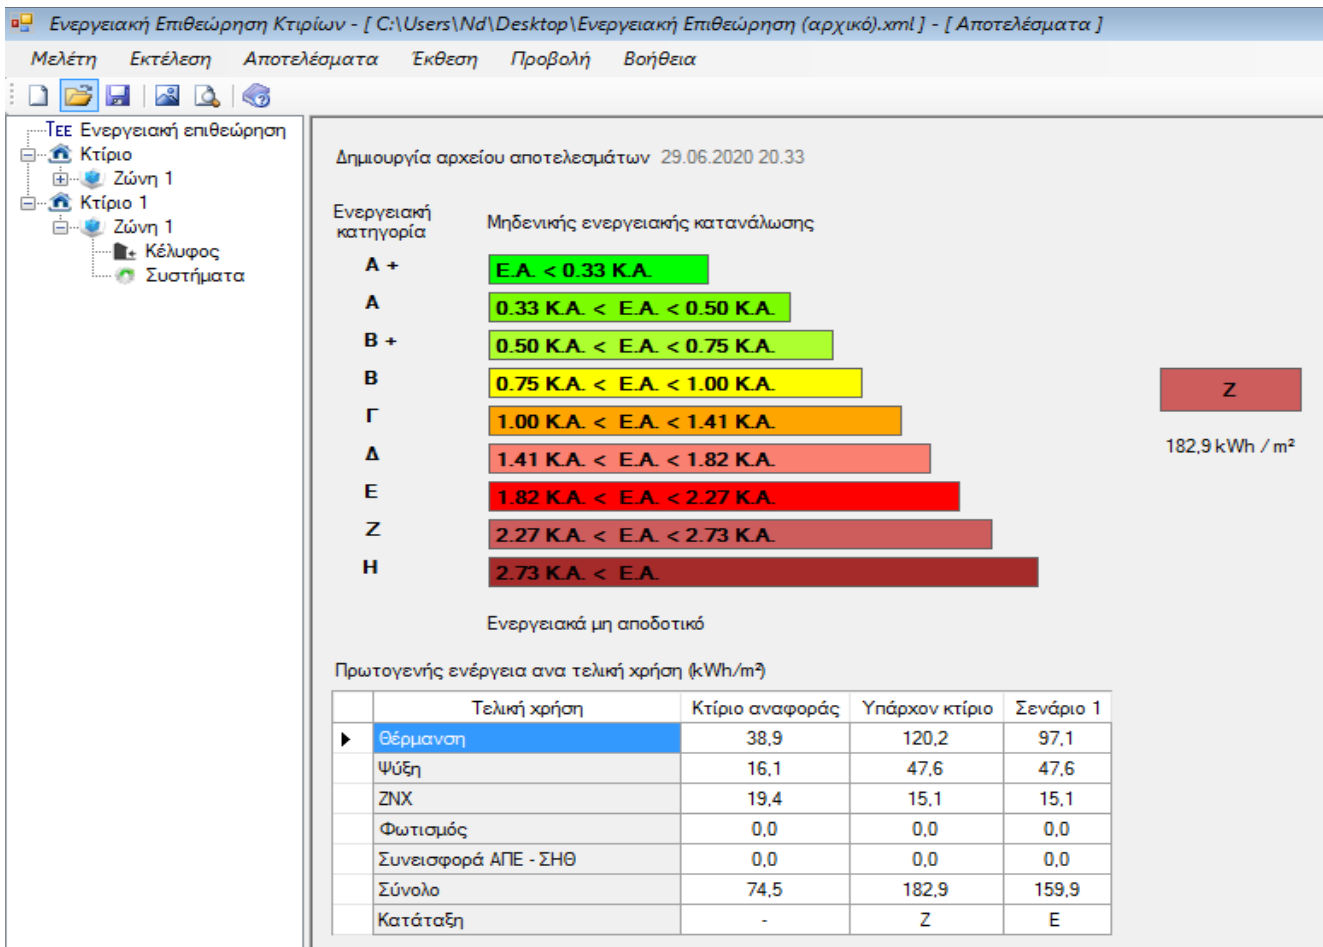 Ενεργειακή Επιθεώρηση Κτιρίων - [ C:\Users\Nd\Desktop\Ενεργειακή Επιθεώρηση (αρχικό).xml ] - [ Αποτελέσματα ]
Μελέτη Εκτέλεση Αποτελέσματα Έκθεση Προβολή Βοήθεια
ΤΕΕ Ενεργειακή επιθεώρηση
Κτίριο
Ζώνη 1
Κτίριο 1
Ζώνη 1
Κέλυφος
Συστήματα
Δημιουργία αρχείου αποτελεσμάτων 29.06.2020 20.33
Ενεργειακή κατηγορία
Μηδενικής ενεργειακής κατανάλωσης
A + Ε.Α. < 0.33 Κ.Α.
A 0.33 Κ.Α. < Ε.Α. < 0.50 Κ.Α.
B + 0.50 Κ.Α. < Ε.Α. < 0.75 Κ.Α.
B 0.75 Κ.Α. < Ε.Α. < 1.00 Κ.Α.
Γ 1.00 Κ.Α. < Ε.Α. < 1.41 Κ.Α.
Δ 1.41 Κ.Α. < Ε.Α. < 1.82 Κ.Α.
Ε 1.82 Κ.Α. < Ε.Α. < 2.27 Κ.Α.
Ζ 2.27 Κ.Α. < Ε.Α. < 2.73 Κ.Α.
Η 2.73 Κ.Α. < Ε.Α.
Ζ
182,9 kWh / m²
Ενεργειακά μη αποδοτικό
Πρωτογενής ενέργεια ανα τελική χρήση (kWh/m²)
Τελική χρήση Κτίριο αναφοράς Υπάρχον κτίριο Σενάριο 1
Θέρμανση 38,9 120,2 97,1
Ψύξη 16,1 47,6 47,6
ΖΝΧ 19,4 15,1 15,1
Φωτισμός 0,0 0,0 0,0
Συνεισφορά ΑΠΕ - ΣΗΘ 0,0 0,0 0,0
Σύνολο 74,5 182,9 159,9
Κατάταξη - Ζ Ε